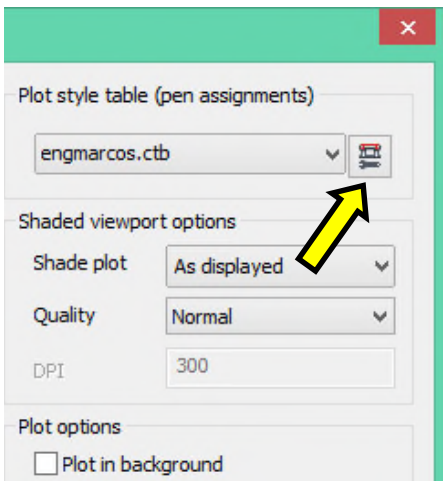 Plot style table (pen assignments)
engmarcos.ctb
Shaded viewport options
Shade plot As displayed
Quality Normal
DPI 300
Plot options
Plot in background